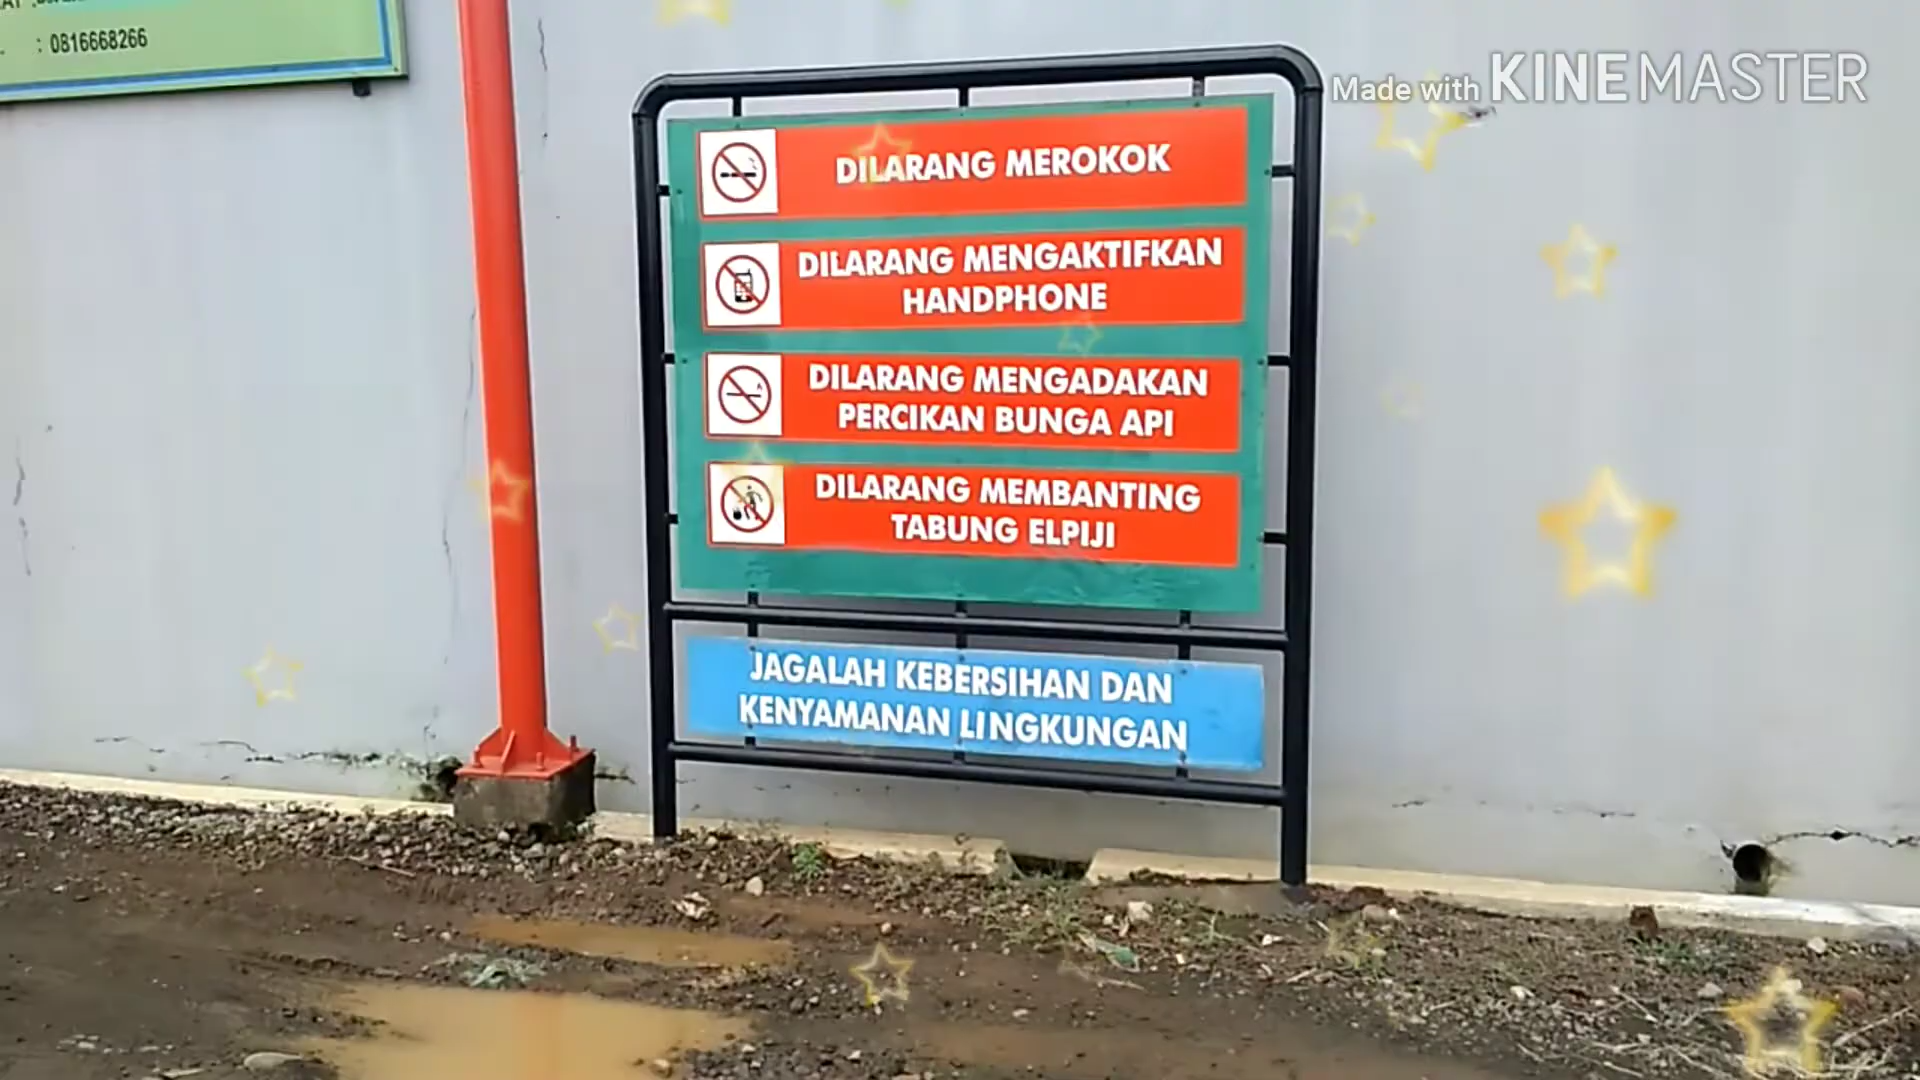 : 0816668266
Made with KINEMASTER
DILARANG MEROKOK
DILARANG MENGAKTIFKAN
HANDPHONE
DILARANG MENGADAKAN
PERCIKAN BUNGA API
DILARANG MEMBANTING
TABUNG ELPIJI
JAGALAH KEBERSIHAN DAN
KENYAMANAN LINGKUNGAN